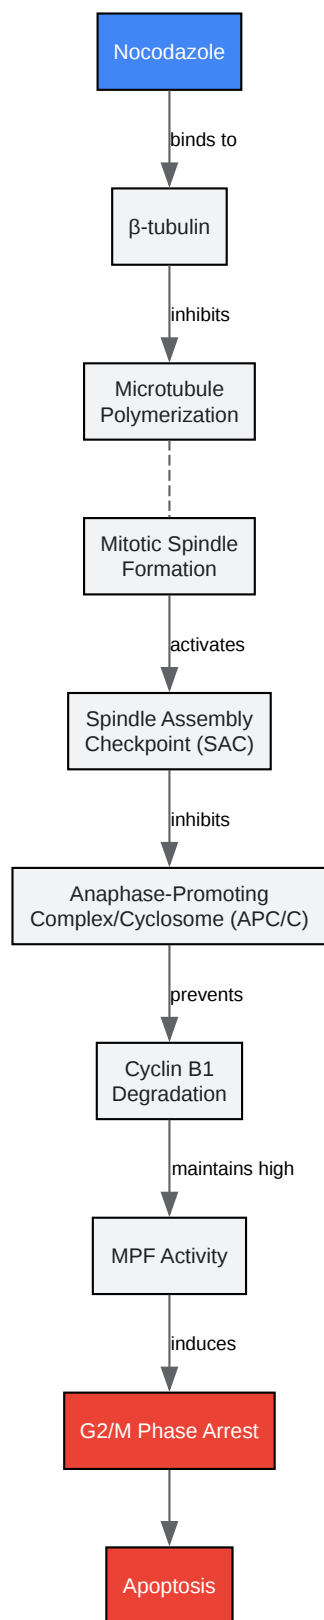 Nocodazole
binds to
β-tubulin
inhibits
Microtubule
Polymerization
Mitotic Spindle
Formation
activates
Spindle Assembly
Checkpoint (SAC)
inhibits
Anaphase-Promoting
Complex/Cyclosome (APC/C)
prevents
Cyclin B1
Degradation
maintains high
MPF Activity
induces
G2/M Phase Arrest
Apoptosis